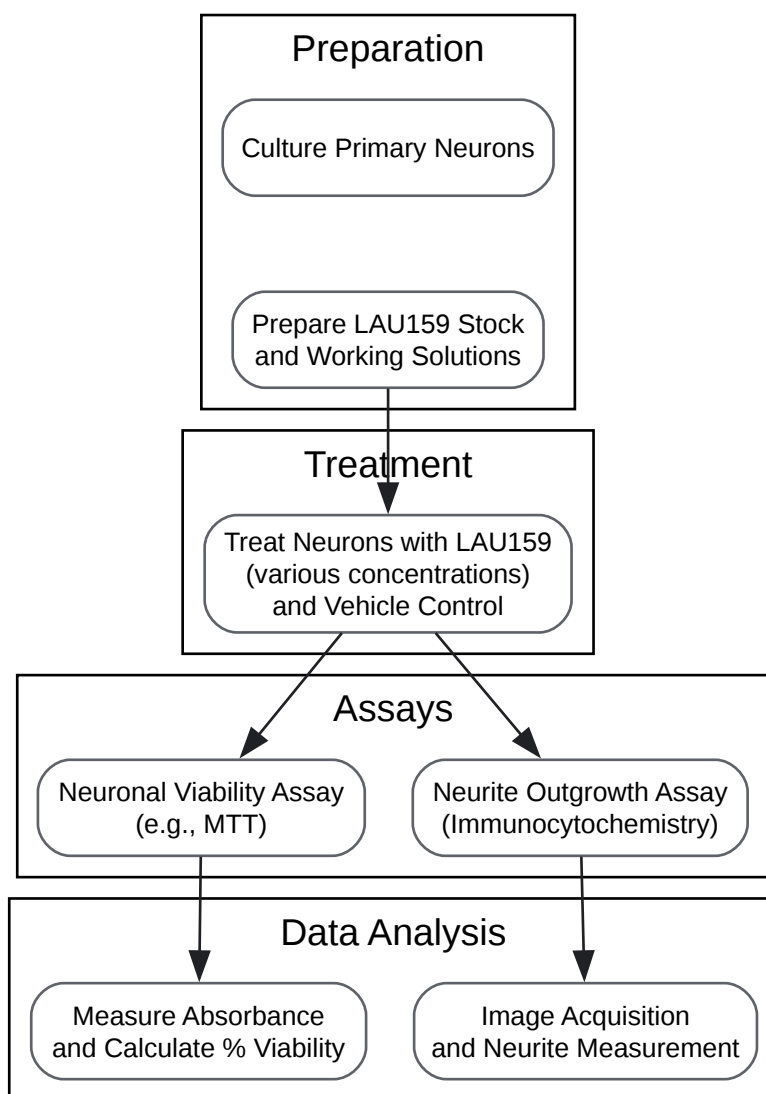 Preparation
Culture Primary Neurons
Prepare LAU159 Stock
and Working Solutions
Treatment
Treat Neurons with LAU159
(various concentrations)
and Vehicle Control
Assays
Neuronal Viability Assay
(e.g., MTT)
Neurite Outgrowth Assay
(Immunocytochemistry)
Data Analysis
Measure Absorbance
and Calculate % Viability
Image Acquisition
and Neurite Measurement